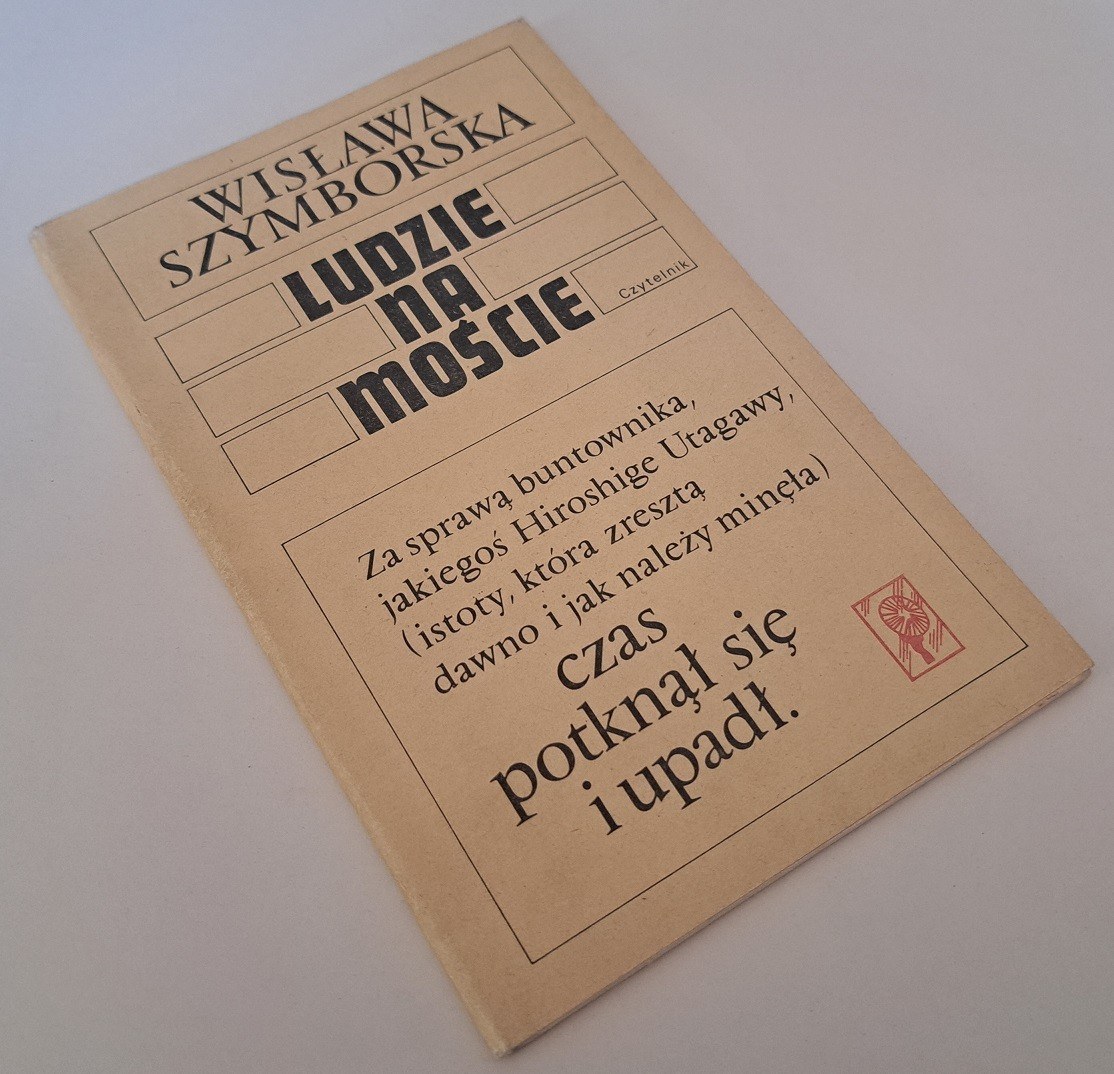 WISŁAWA
SZYMBORSKA
LUDZIE
NA
MOŚCIE
Czytelnik
Za sprawą buntownika,
jakiegoś Hiroshige Utagawy,
(istoty, która zresztą
dawno i jak należy minęła)
czas
potknął się
i upadł.